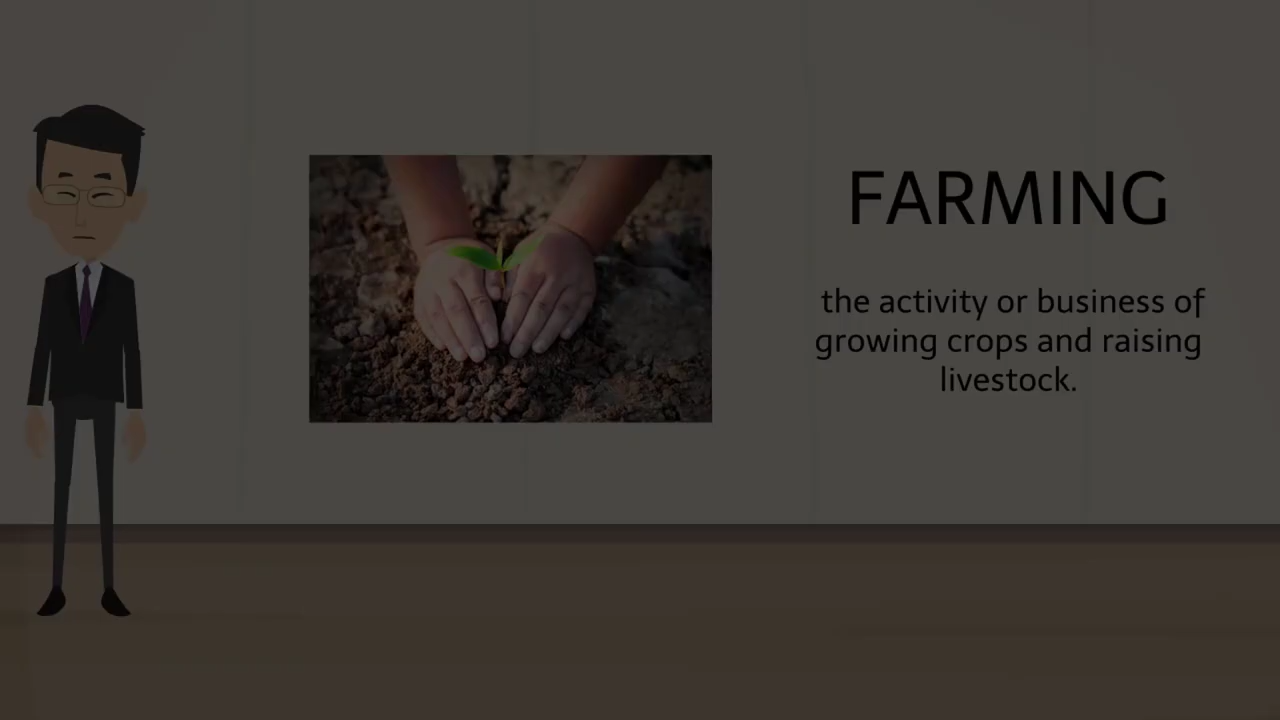 FARMING
the activity or business of
growing crops and raising
livestock.